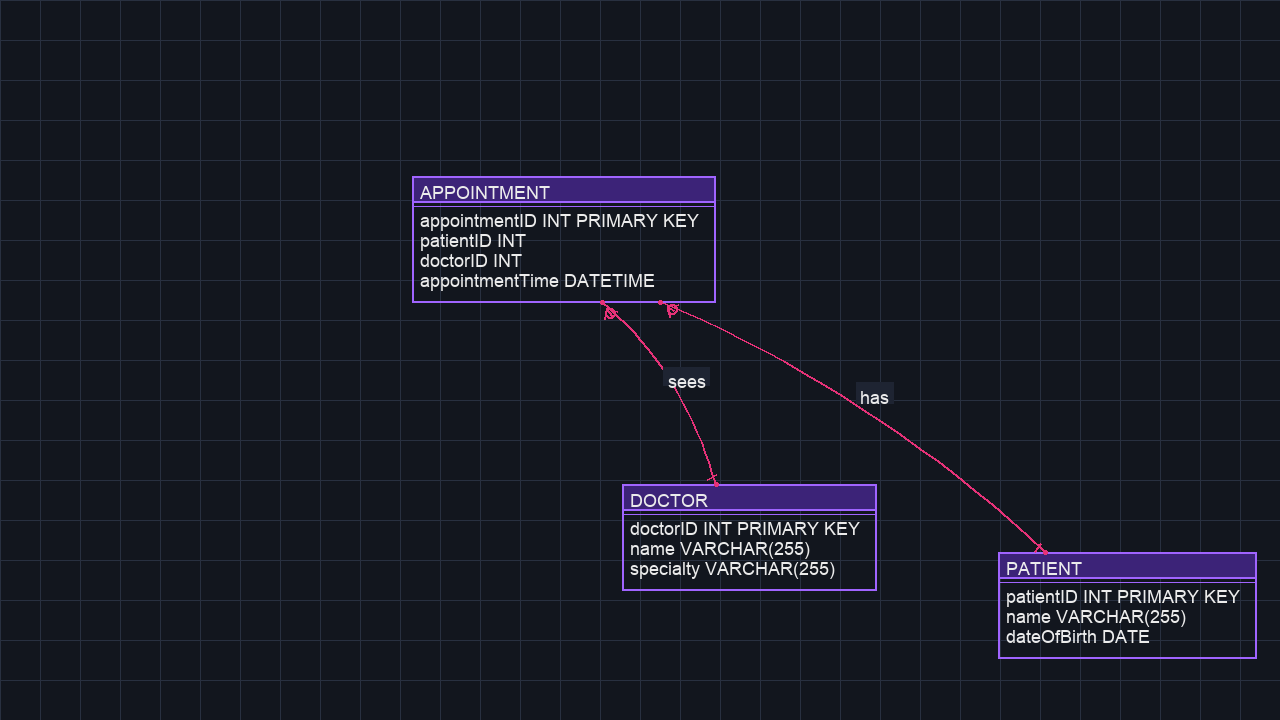 APPOINTMENT
appointmentID INT PRIMARY KEY
patientID INT
doctorID INT
appointmentTime DATETIME
sees
has
DOCTOR
doctorID INT PRIMARY KEY
name VARCHAR(255)
specialty VARCHAR(255)
PATIENT
patientID INT PRIMARY KEY
name VARCHAR(255)
dateOfBirth DATE